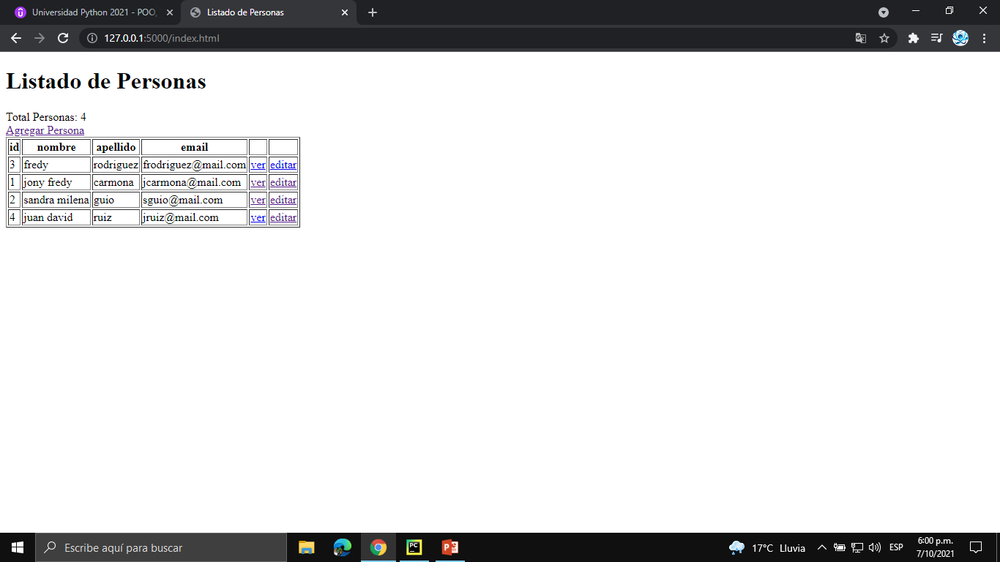 Universidad Python 2021 - POO,
Listado de Personas
127.0.0.1:5000/index.html
Listado de Personas
Total Personas: 4
Agregar Persona
id nombre apellido email
3 fredy rodriguez frodriguez@mail.com ver editar
1 jony fredy carmona jcarmona@mail.com ver editar
2 sandra milena guio sguio@mail.com ver editar
4 juan david ruiz jruiz@mail.com ver editar
Escribe aquí para buscar
PC
P
17°C Lluvia
ESP
6:00 p.m.
7/10/2021